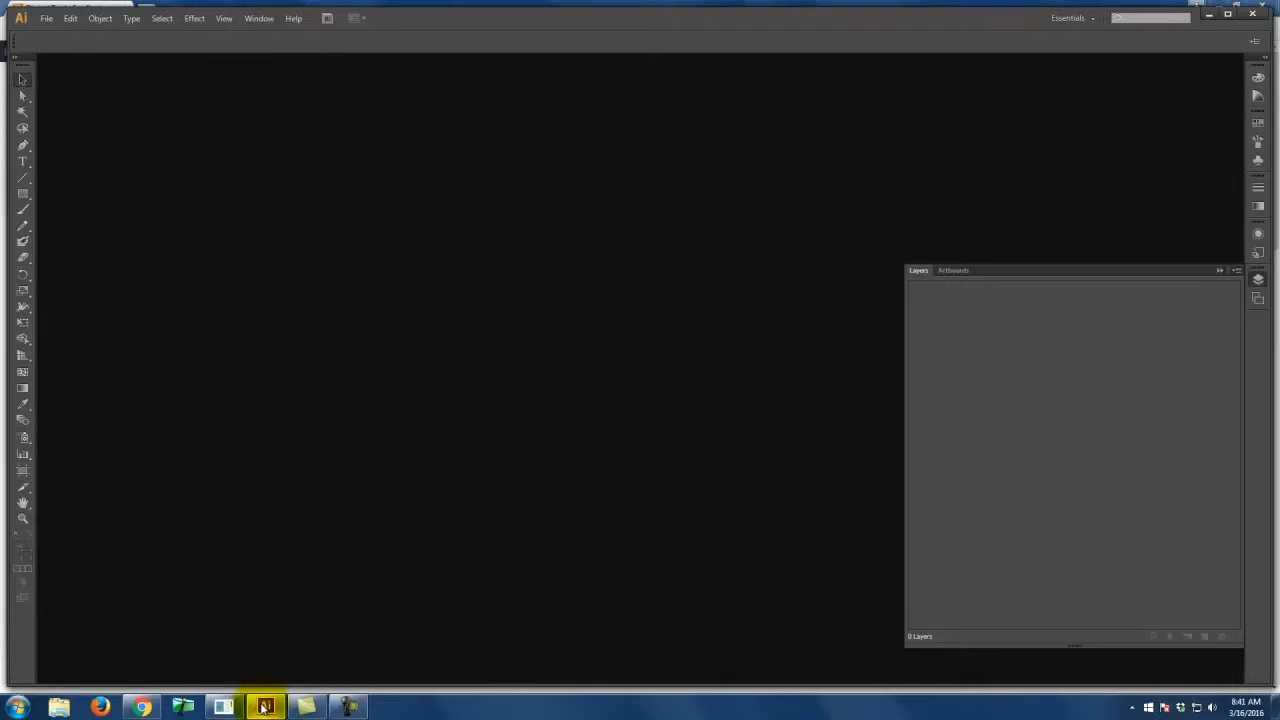 Ai File Edit Object Type Select Effect View Window Help Essentials
Layers Artboards
T
0 Layers
Ai
8:41 AM
3/16/2016